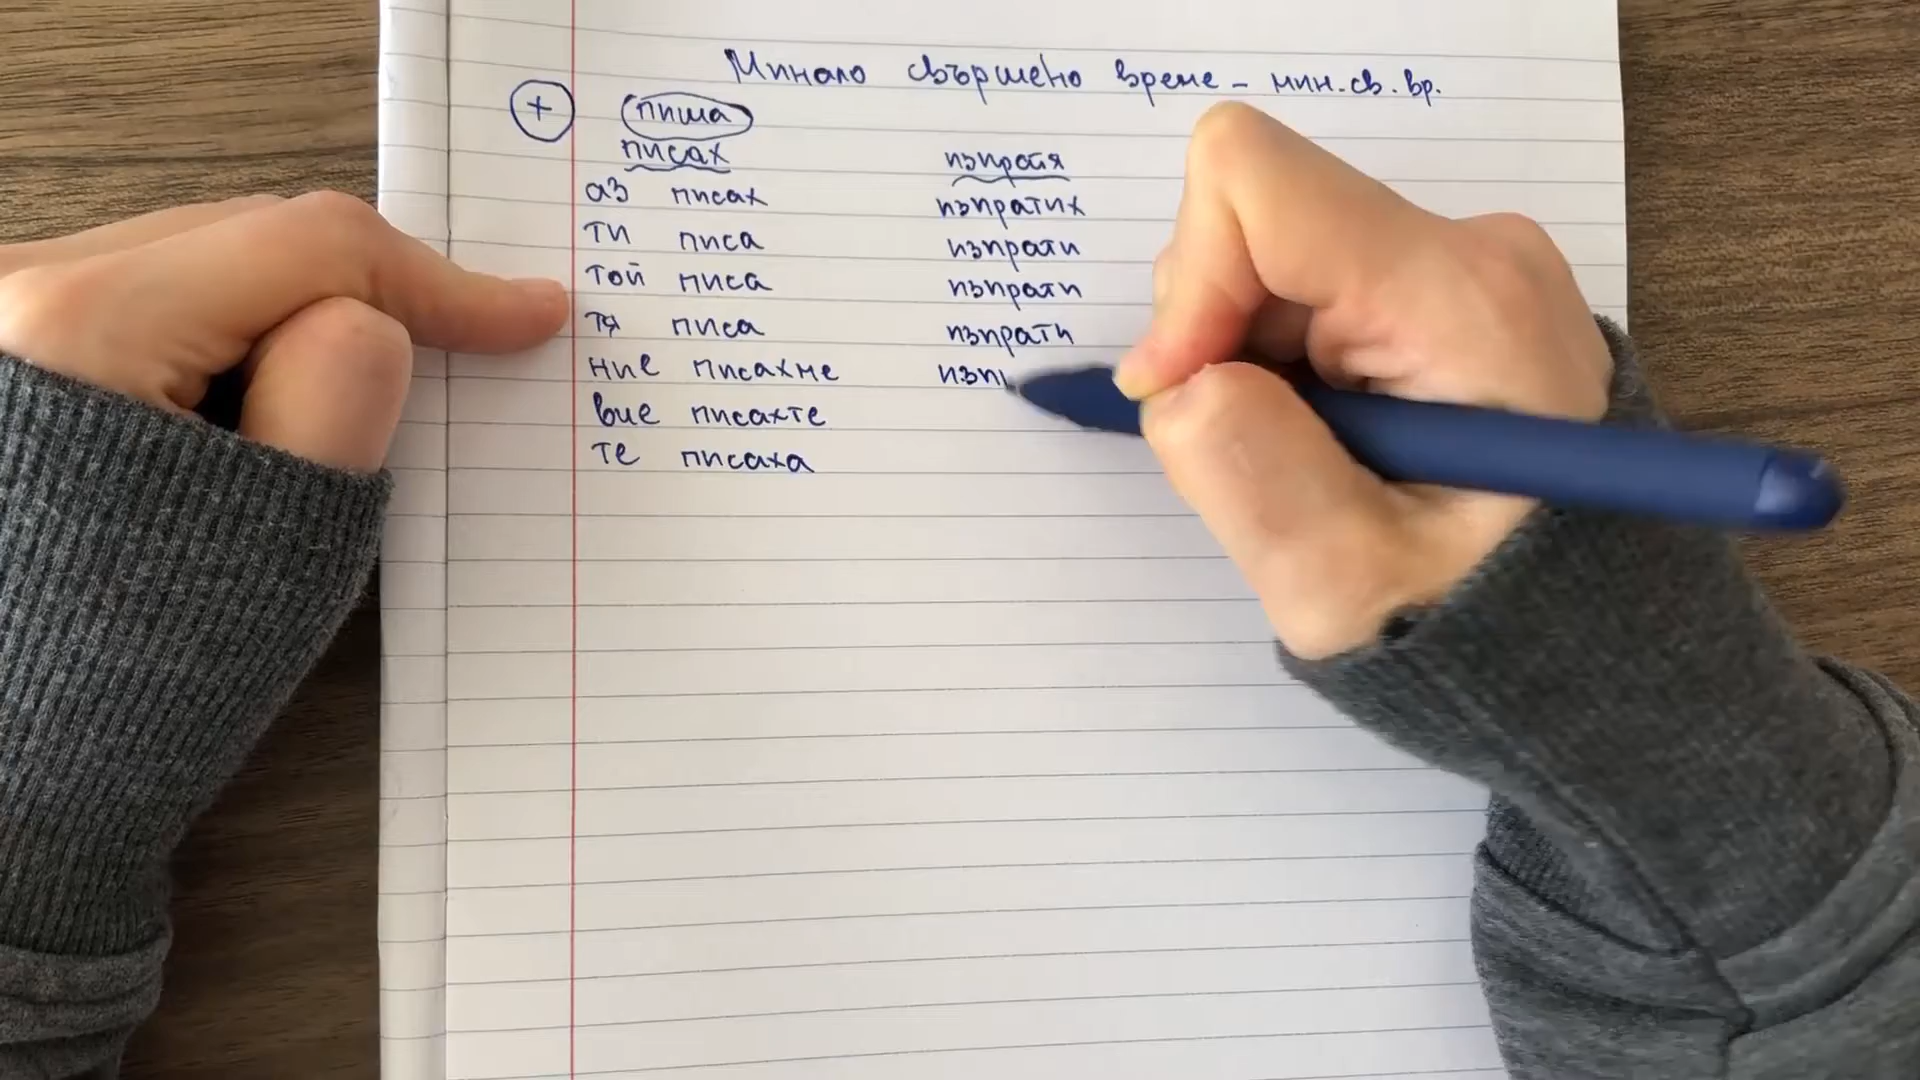 Минало свършено време - мин.св.вр.
+ пиша
писах изпратя
аз писах изпратих
ти писа изпрати
той писа изпрати
тя писа изпрати
ние писахме изп
вие писахте
те писаха